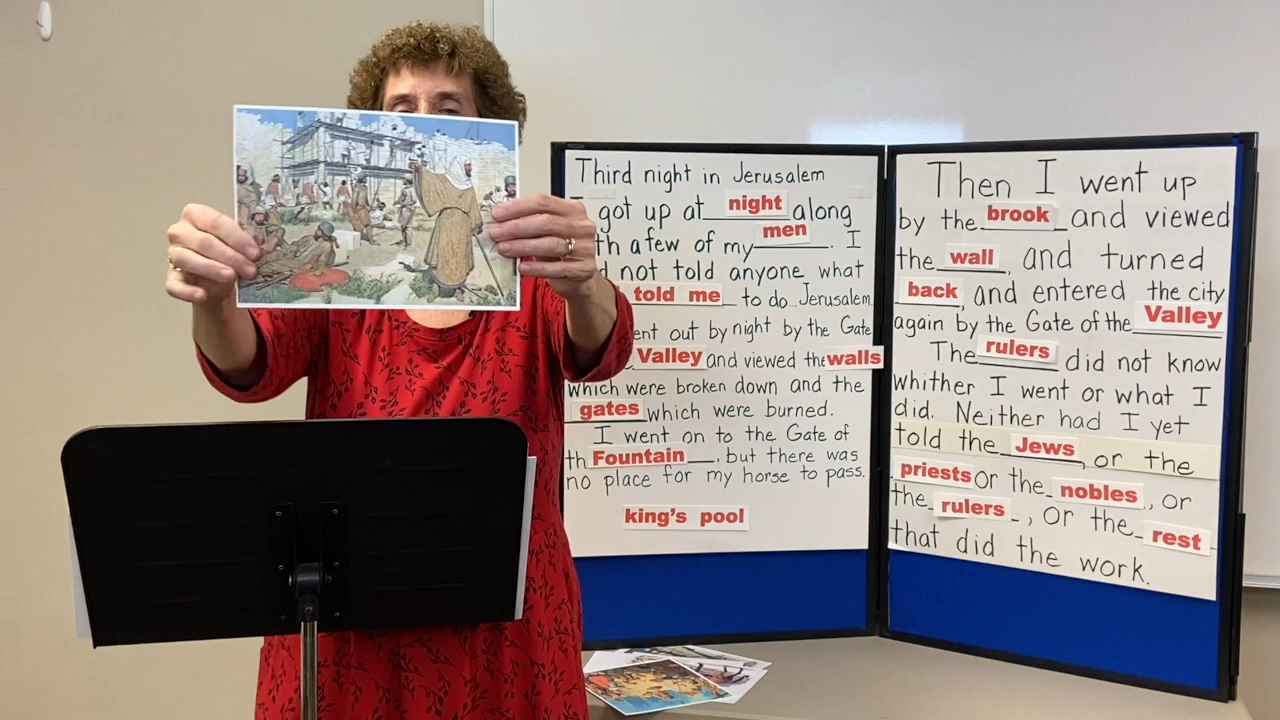 Third night in Jerusalem
got up at night along
a few of my men. I
not told anyone what
told me to do Jerusalem.
out by night by the Gate
Valley and viewed the walls
which were broken down and the
gates which were burned.
I went on to the Gate of
Fountain, but there was
no place for my horse to pass.
king's pool
Then I went up
by the brook and viewed
the wall, and turned
back, and entered the city
again by the Gate of the Valley
The rulers did not know
whither I went or what I
did. Neither had I yet
told the Jews, or the
priests or the nobles, or
the rulers, or the rest
that did the work.